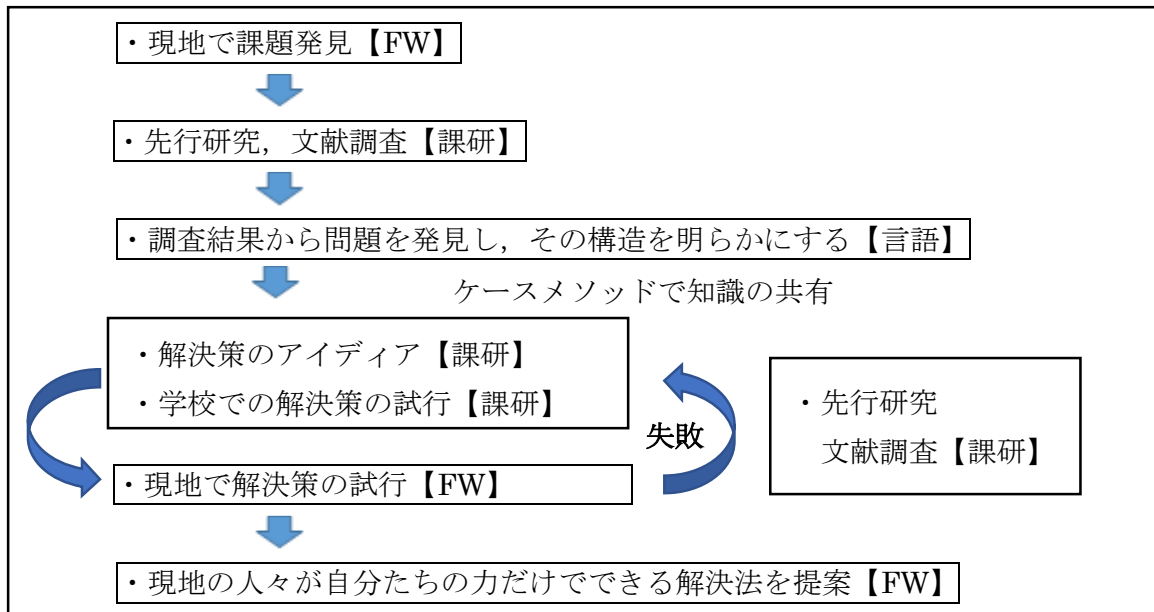 ・現地で課題発見【FW】
・先行研究，文献調査【課研】
・調査結果から問題を発見し，その構造を明らかにする【言語】
ケースメソッドで知識の共有
・解決策のアイディア【課研】
・学校での解決策の試行【課研】
失敗
・先行研究
文献調査【課研】
・現地で解決策の試行【FW】
・現地の人々が自分たちの力だけでできる解決法を提案【FW】